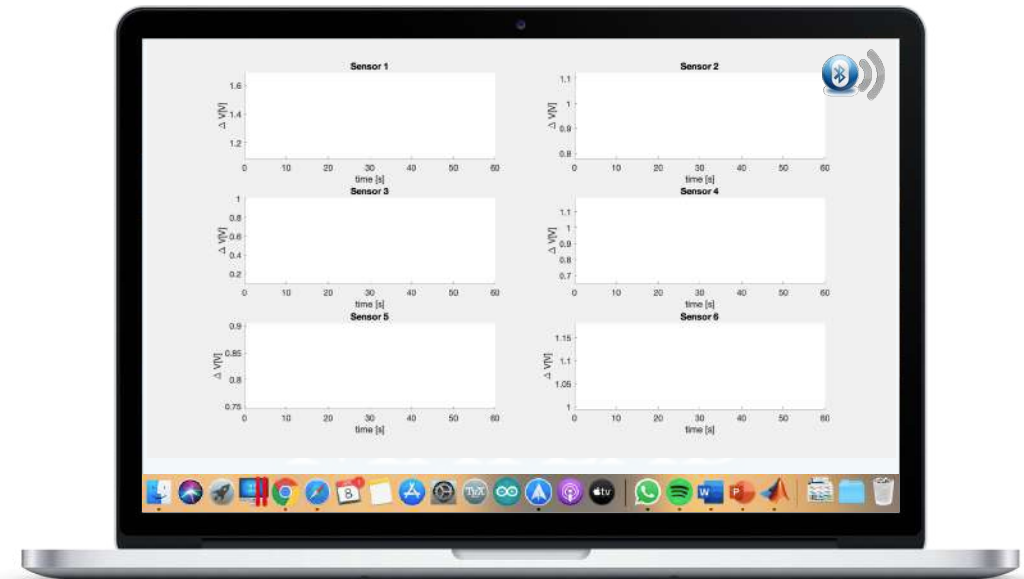 Sensor 1
1.6
1.4
1.2
Δ V[V]
0 10 20 30 40 50 60
time [s]
Sensor 2
1.1
1
0.9
0.8
Δ V[V]
0 10 20 30 40 50 60
time [s]
Sensor 3
1
0.8
0.6
0.4
0.2
Δ V[V]
0 10 20 30 40 50 60
time [s]
Sensor 4
1.1
1
0.9
0.8
0.7
Δ V[V]
0 10 20 30 40 50 60
time [s]
Sensor 5
0.9
0.85
0.8
0.75
Δ V[V]
0 10 20 30 40 50 60
time [s]
Sensor 6
1.15
1.1
1.05
1
Δ V[V]
0 10 20 30 40 50 60
time [s]
8
TeX
tv
W
P